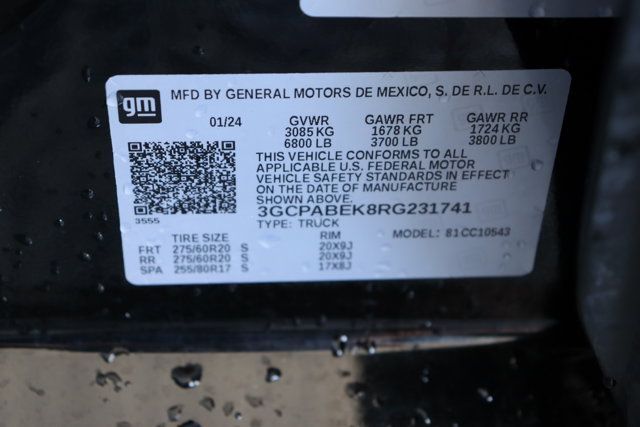 gm
MFD BY GENERAL MOTORS DE MEXICO, S. DE R.L. DE C.V.
01/24 GVWR GAWR FRT GAWR RR
3085 KG 1678 KG 1724 KG
6800 LB 3700 LB 3800 LB
THIS VEHICLE CONFORMS TO ALL
APPLICABLE U.S. FEDERAL MOTOR
VEHICLE SAFETY STANDARDS IN EFFECT
ON THE DATE OF MANUFACTURE
SHOWN ABOVE.
3555
3GCPABEK8RG231741
TYPE: TRUCK MODEL: 81CC10543
TIRE SIZE RIM
FRT 275/60R20 S 20X9J
RR 275/60R20 S 20X9J
SPA 255/80R17 S 17X8J